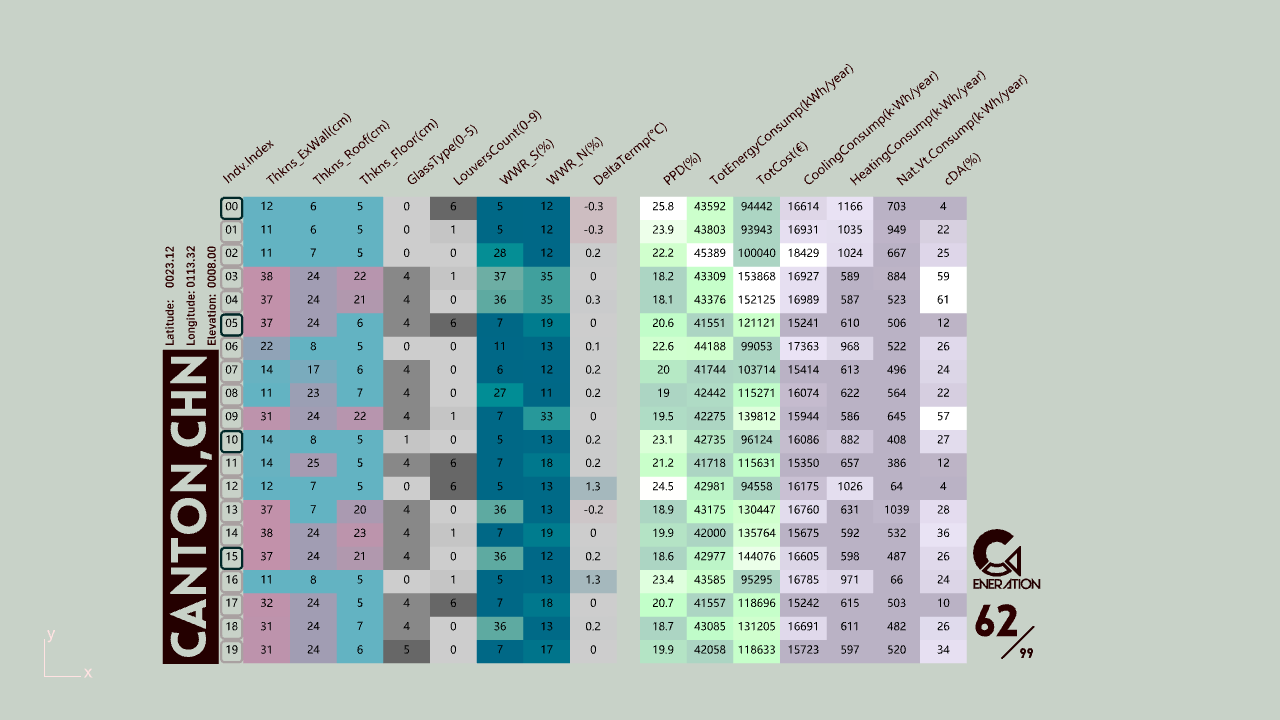 Indv.Index Thkns_ExWall(cm) Thkns_Roof(cm) Thkns_Floor(cm) GlassType(0-5) LouversCount(0-9) WWR_S(%) WWR_N(%) DeltaTermp(°C) PPD(%) TotEnergyConsump(kWh/year) TotCost(€) CoolingConsump(k·Wh/year) HeatingConsump(k·Wh/year) Nat.Vt.Consump(k·Wh/year) cDA(%)
00 12 6 5 0 6 5 12 -0.3 25.8 43592 94442 16614 1166 703 4
01 11 6 5 0 1 5 12 -0.3 23.9 43803 93943 16931 1035 949 22
02 11 7 5 0 0 28 12 0.2 22.2 45389 100040 18429 1024 667 25
03 38 24 22 4 1 37 35 0 18.2 43309 153868 16927 589 884 59
04 37 24 21 4 0 36 35 0.3 18.1 43376 152125 16989 587 523 61
05 37 24 6 4 6 7 19 0 20.6 41551 121121 15241 610 506 12
06 22 8 5 0 0 11 13 0.1 22.6 44188 99053 17363 968 522 26
07 14 17 6 4 0 6 12 0.2 20 41744 103714 15414 613 496 24
08 11 23 7 4 0 27 11 0.2 19 42442 115271 16074 622 564 22
09 31 24 22 4 1 7 33 0 19.5 42275 139812 15944 586 645 57
10 14 8 5 1 0 5 13 0.2 23.1 42735 96124 16086 882 408 27
11 14 25 5 4 6 7 18 0.2 21.2 41718 115631 15350 657 386 12
12 12 7 5 0 6 5 13 1.3 24.5 42981 94558 16175 1026 64 4
13 37 7 20 4 0 36 13 -0.2 18.9 43175 130447 16760 631 1039 28
14 38 24 23 4 1 7 19 0 19.9 42000 135764 15675 592 532 36
15 37 24 21 4 0 36 12 0.2 18.6 42977 144076 16605 598 487 26
16 11 8 5 0 1 5 13 1.3 23.4 43585 95295 16785 971 66 24
17 32 24 5 4 6 7 18 0 20.7 41557 118696 15242 615 503 10
18 31 24 7 4 0 36 13 0.2 18.7 43085 131205 16691 611 482 26
19 31 24 6 5 0 7 17 0 19.9 42058 118633 15723 597 520 34
Latitude: 0023.12
Longitude: 0113.32
Elevation: 0008.00
CANTON,CHN
G
ENERATION
62/99
y
x